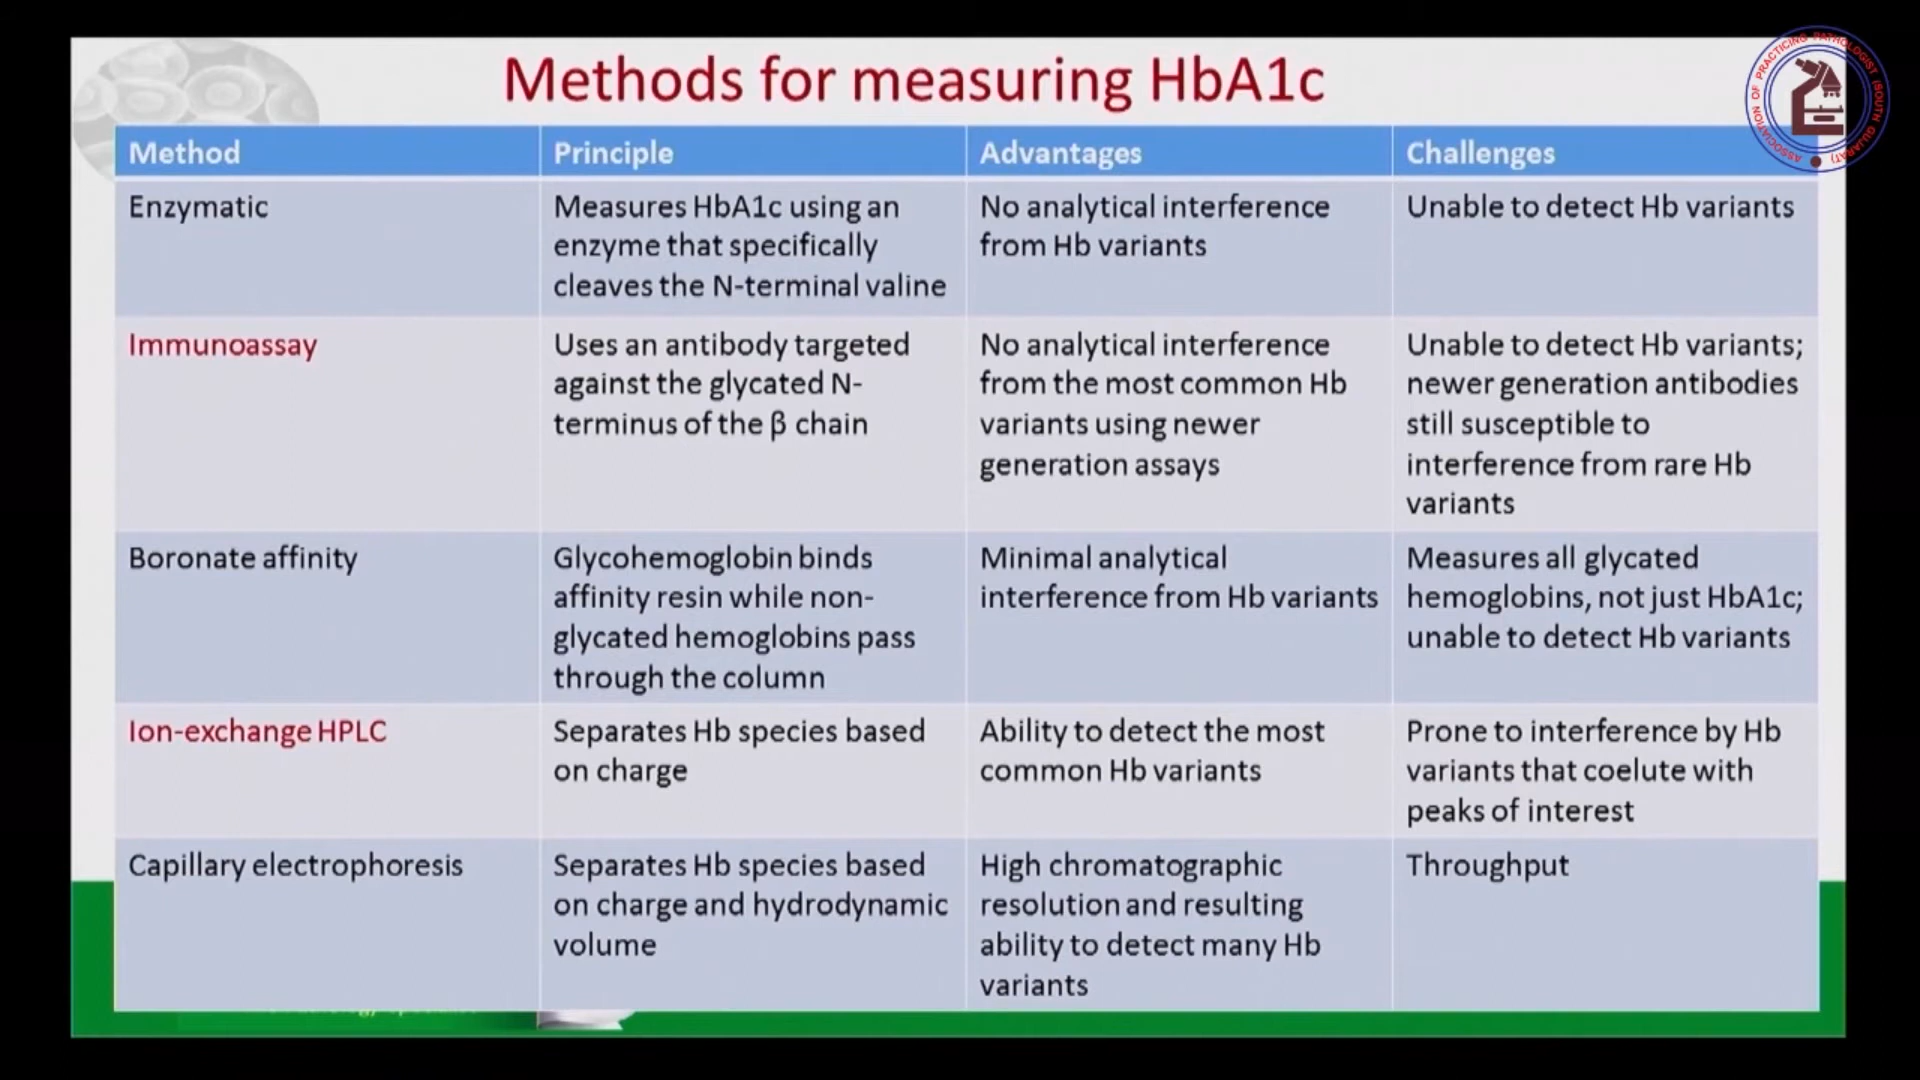 Methods for measuring HbA1c
ASSOCIATION OF PRACTICING PATHOLOGIST (SOUTH GUJARAT)
Method
Principle
Advantages
Challenges
Enzymatic
Measures HbA1c using an
enzyme that specifically
cleaves the N-terminal valine
No analytical interference
from Hb variants
Unable to detect Hb variants
Immunoassay
Uses an antibody targeted
against the glycated N-
terminus of the β chain
No analytical interference
from the most common Hb
variants using newer
generation assays
Unable to detect Hb variants;
newer generation antibodies
still susceptible to
interference from rare Hb
variants
Boronate affinity
Glycohemoglobin binds
affinity resin while non-
glycated hemoglobins pass
through the column
Minimal analytical
interference from Hb variants
Measures all glycated
hemoglobins, not just HbA1c;
unable to detect Hb variants
Ion-exchange HPLC
Separates Hb species based
on charge
Ability to detect the most
common Hb variants
Prone to interference by Hb
variants that coelute with
peaks of interest
Capillary electrophoresis
Separates Hb species based
on charge and hydrodynamic
volume
High chromatographic
resolution and resulting
ability to detect many Hb
variants
Throughput